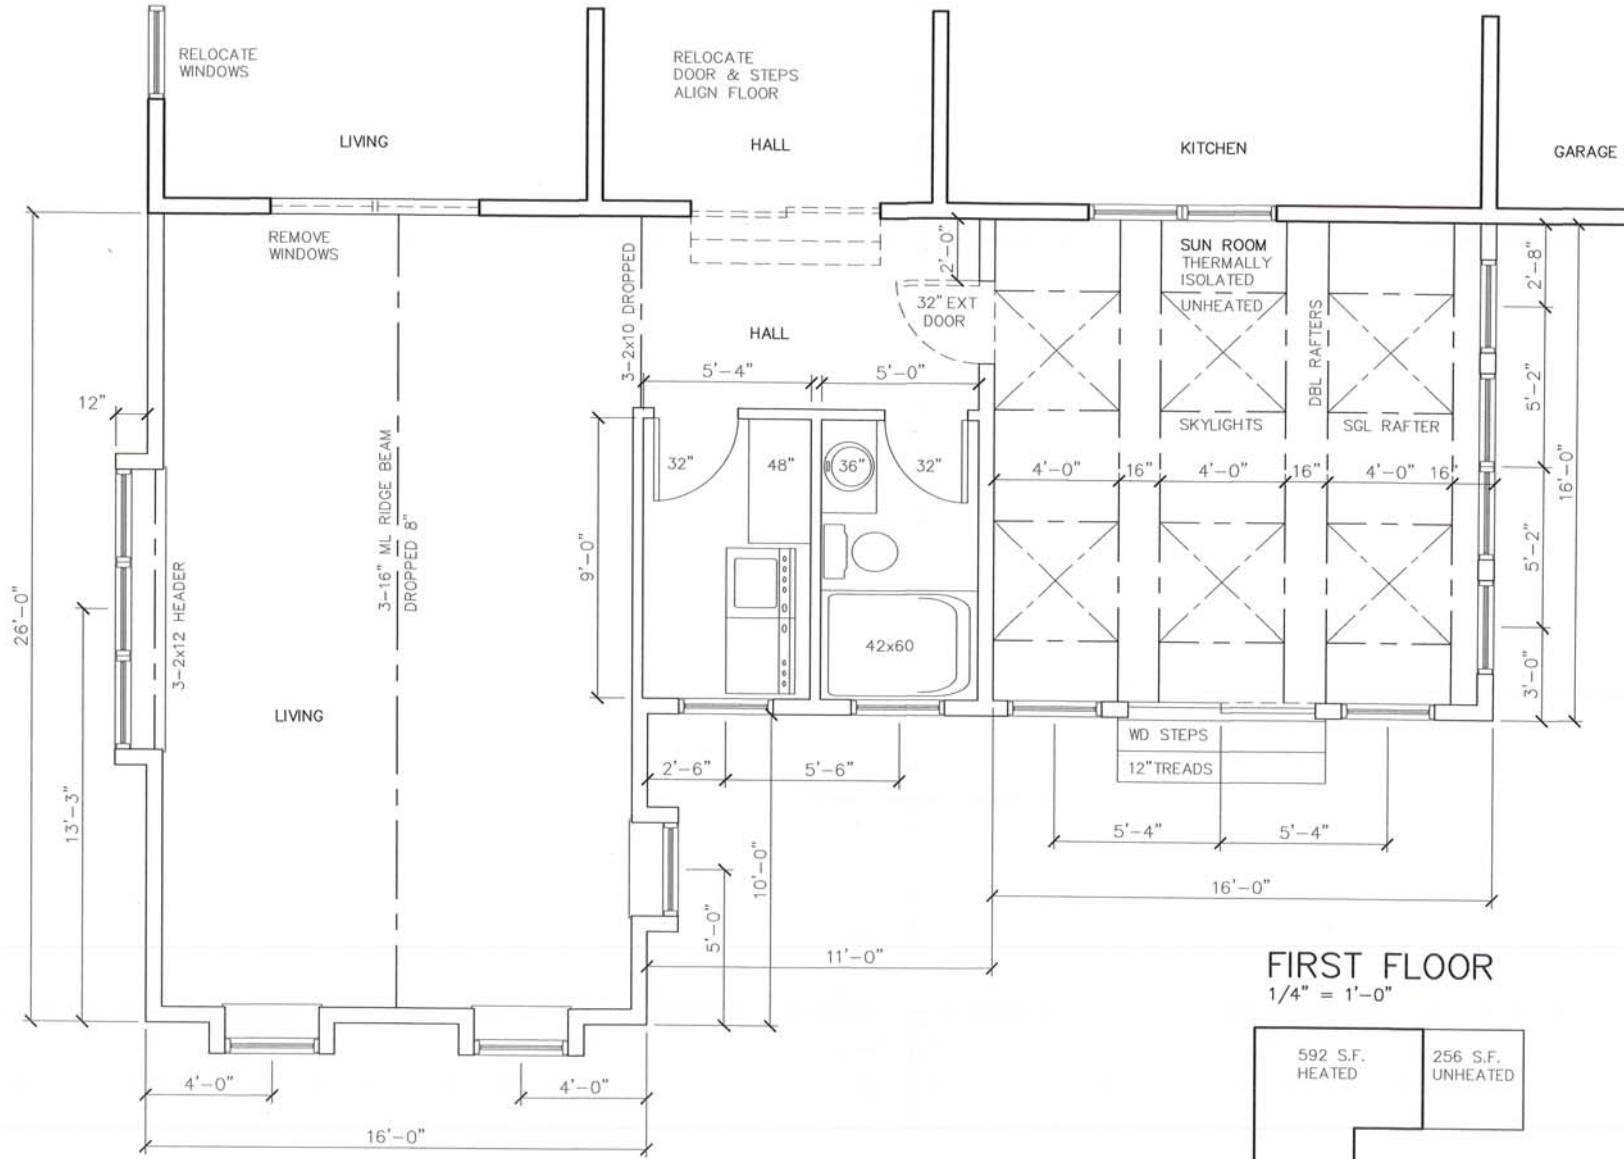 RELOCATE
WINDOWS
RELOCATE
DOOR & STEPS
ALIGN FLOOR
LIVING
HALL
KITCHEN
GARAGE
REMOVE
WINDOWS
3-2x10 DROPPED
2'-0"
SUN ROOM
THERMALLY
ISOLATED
UNHEATED
2'-8"
32" EXT
DOOR
HALL
DBL RAFTERS
5'-4"
5'-0"
5'-2"
12"
SKYLIGHTS
SGL RAFTER
32"
48"
36"
32"
4'-0"
16"
4'-0"
16"
4'-0"
16"
16'-0"
3-16" ML RIDGE BEAM
DROPPED 8"
9'-0"
5'-2"
26'-0"
3-2x12 HEADER
42x60
3'-0"
LIVING
WD STEPS
12"TREADS
2'-6"
5'-6"
13'-3"
5'-4"
5'-4"
10'-0"
16'-0"
5'-0"
11'-0"
FIRST FLOOR
1/4" = 1'-0"
592 S.F.
HEATED
256 S.F.
UNHEATED
4'-0"
4'-0"
16'-0"